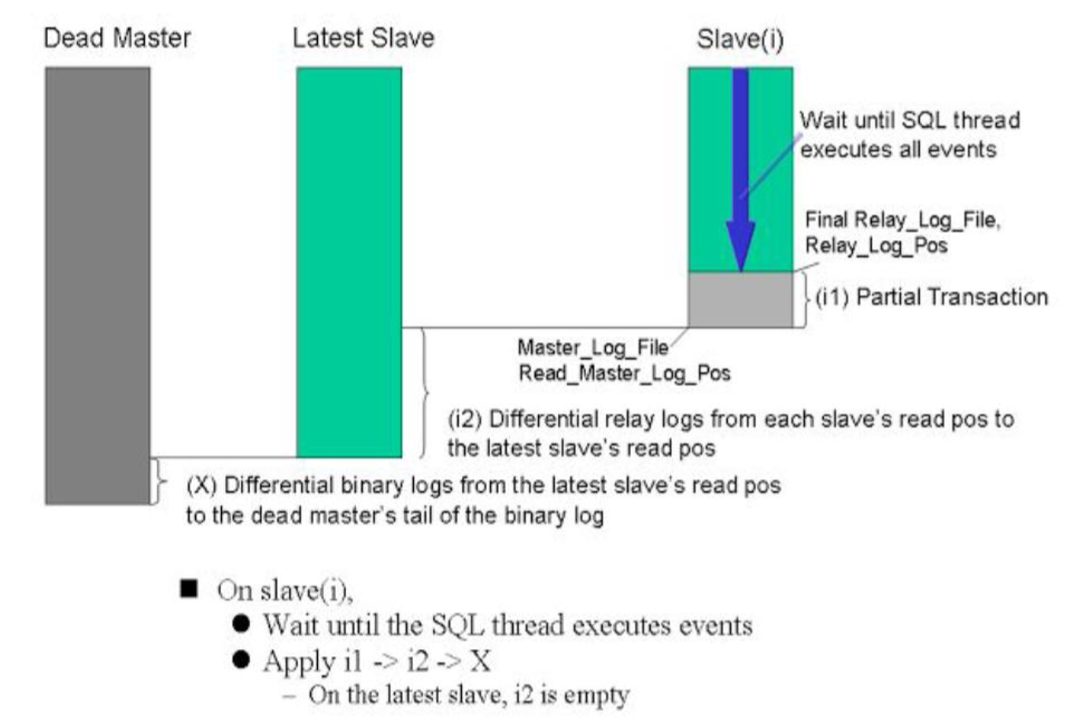 Dead Master
Latest Slave
Slave(i)
Wait until SQL thread
executes all events
Final Relay_Log_File,
Relay_Log_Pos
(i1) Partial Transaction
Master_Log_File
Read_Master_Log_Pos
(i2) Differential relay logs from each slave's read pos to
the latest slave's read pos
(X) Differential binary logs from the latest slave's read pos
to the dead master's tail of the binary log
■ On slave(i),
● Wait until the SQL thread executes events
● Apply i1 -> i2 -> X
– On the latest slave, i2 is empty